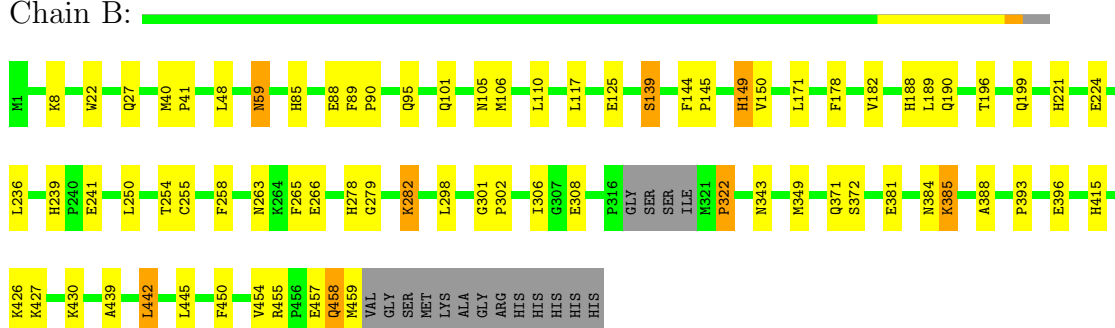 Chain B:
M1 K8 W22 Q27 M40 P41 L48 N59 H85 E88 F89 P90 Q95 Q101 N105 M106 L110 L117 E125 S139 F144 P145 H149 V150 L171 F178 V182 H188 L189 Q190 T196 Q199 H221 E224
L236 H239 P240 E241 L250 T254 C255 F258 N263 K264 F265 E266 H278 G279 K282 L298 G301 P302 I306 G307 E308 P316 GLY SER SER ILE M321 P322 N343 M349 Q371 S372 E381 N384 K385 A388 P393 E396 H415
K426 K427 K430 A439 L442 L445 F450 V454 R455 P456 E457 Q458 M459 VAL GLY SER MET LYS ALA GLY ARG HIS HIS HIS HIS HIS HIS